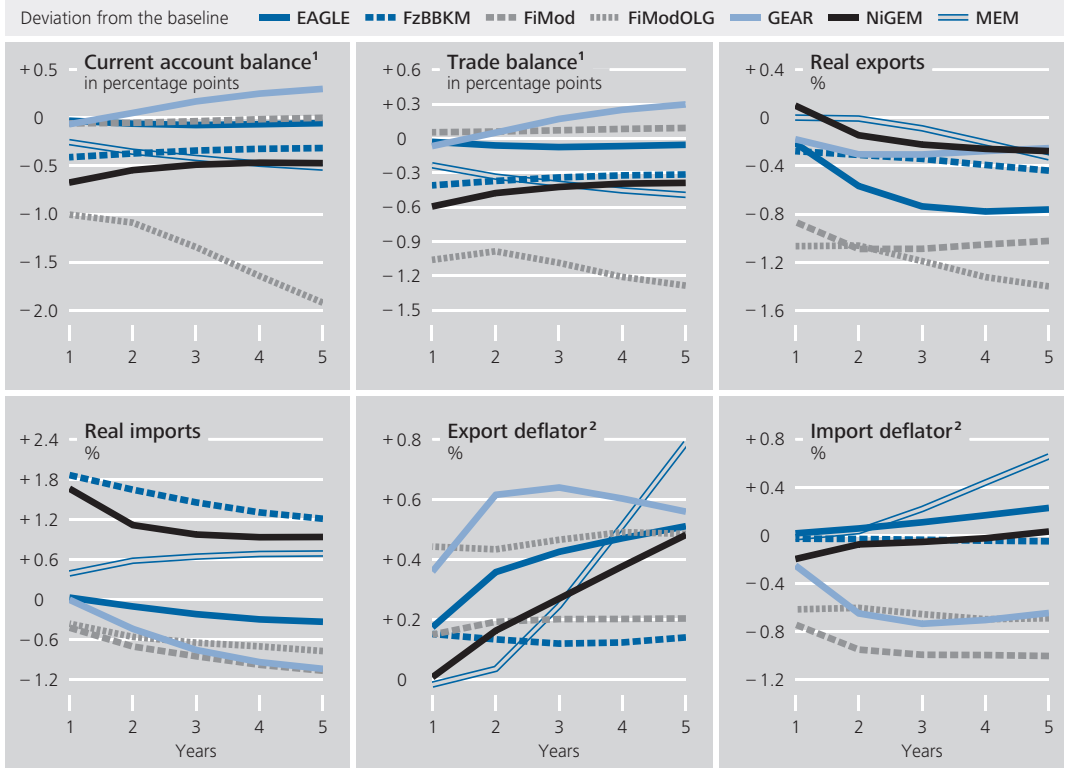 Deviation from the baseline EAGLE FzBBKM FiMod FiModOLG GEAR NiGEM MEM
Current account balance¹
in percentage points
+ 0.5
0
− 0.5
− 1.0
− 1.5
− 2.0
1 2 3 4 5
Trade balance¹
in percentage points
+ 0.6
+ 0.3
0
− 0.3
− 0.6
− 0.9
− 1.2
− 1.5
1 2 3 4 5
Real exports
%
+ 0.4
0
− 0.4
− 0.8
− 1.2
− 1.6
1 2 3 4 5
Real imports
%
+ 2.4
+ 1.8
+ 1.2
+ 0.6
0
− 0.6
− 1.2
1 2 3 4 5
Years
Export deflator²
%
+ 0.8
+ 0.6
+ 0.4
+ 0.2
0
1 2 3 4 5
Years
Import deflator²
%
+ 0.8
+ 0.4
0
− 0.4
− 0.8
− 1.2
1 2 3 4 5
Years